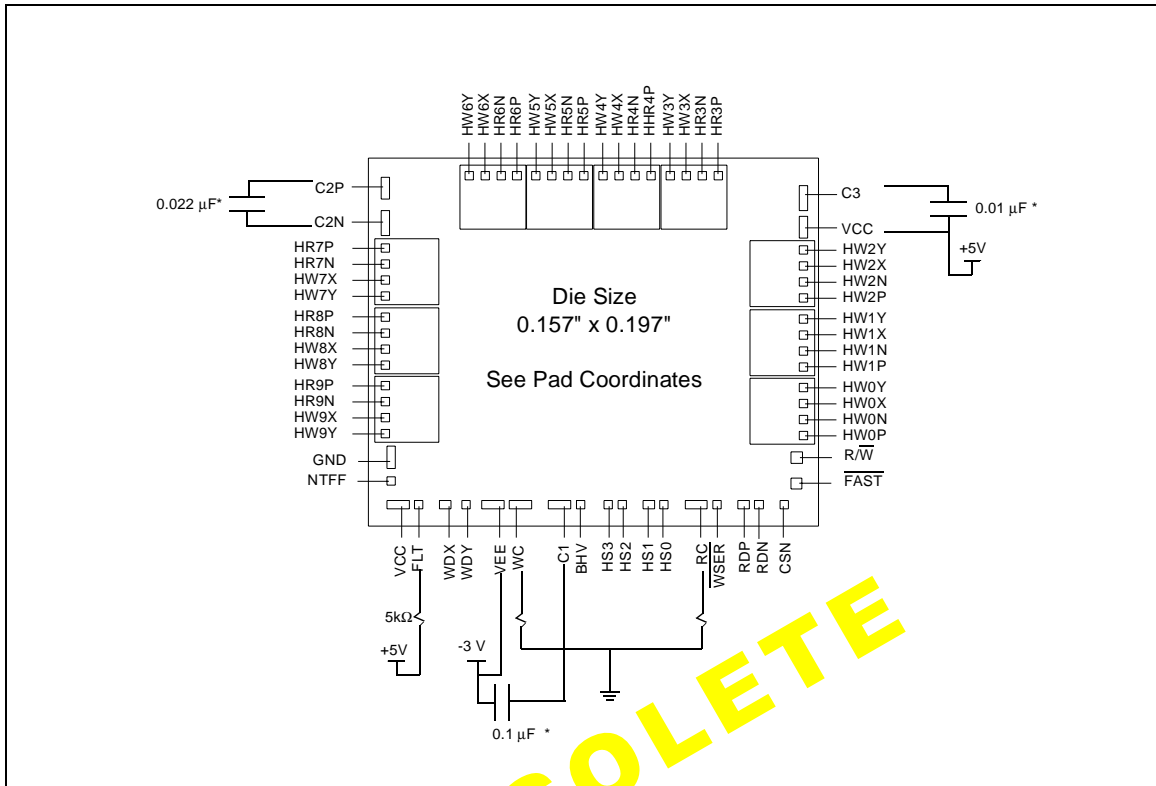 HW6Y
HW6X
HR6N
HR6P
HW5Y
HW5X
HR5N
HR5P
HW4Y
HW4X
HR4N
HHR4P
HW3Y
HW3X
HR3N
HR3P
C2P
0.022 µF*
C2N
HR7P
HR7N
HW7X
HW7Y
HR8P
HR8N
HW8X
HW8Y
HR9P
HR9N
HW9X
HW9Y
GND
NTFF
Die Size
0.157" x 0.197"
See Pad Coordinates
C3
0.01 µF *
VCC
+5V
HW2Y
HW2X
HW2N
HW2P
HW1Y
HW1X
HW1N
HW1P
HW0Y
HW0X
HW0N
HW0P
R/W̅
F̅A̅S̅T̅
VCC
FLT
WDX
WDY
VEE
WC
C1
BHV
HS3
HS2
HS1
HS0
RC
W̅S̅E̅R̅
RDP
RDN
CSN
5kΩ
+5V
-3 V
0.1 µF *
OLETE